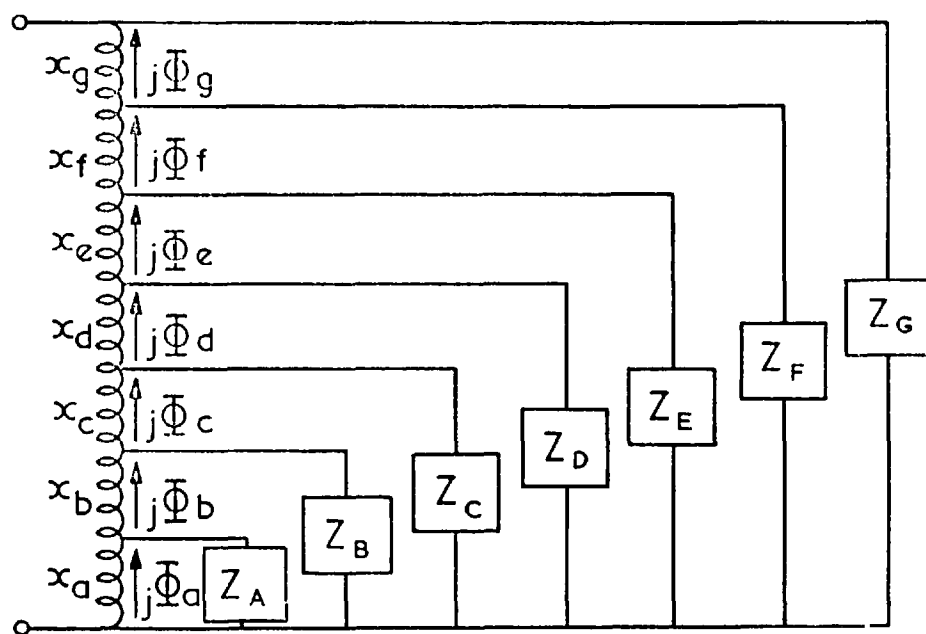 x_g jΦ_g
x_f jΦ_f
x_e jΦ_e
x_d jΦ_d
x_c jΦ_c
x_b jΦ_b
x_a jΦ_a
Z_A
Z_B
Z_C
Z_D
Z_E
Z_F
Z_G